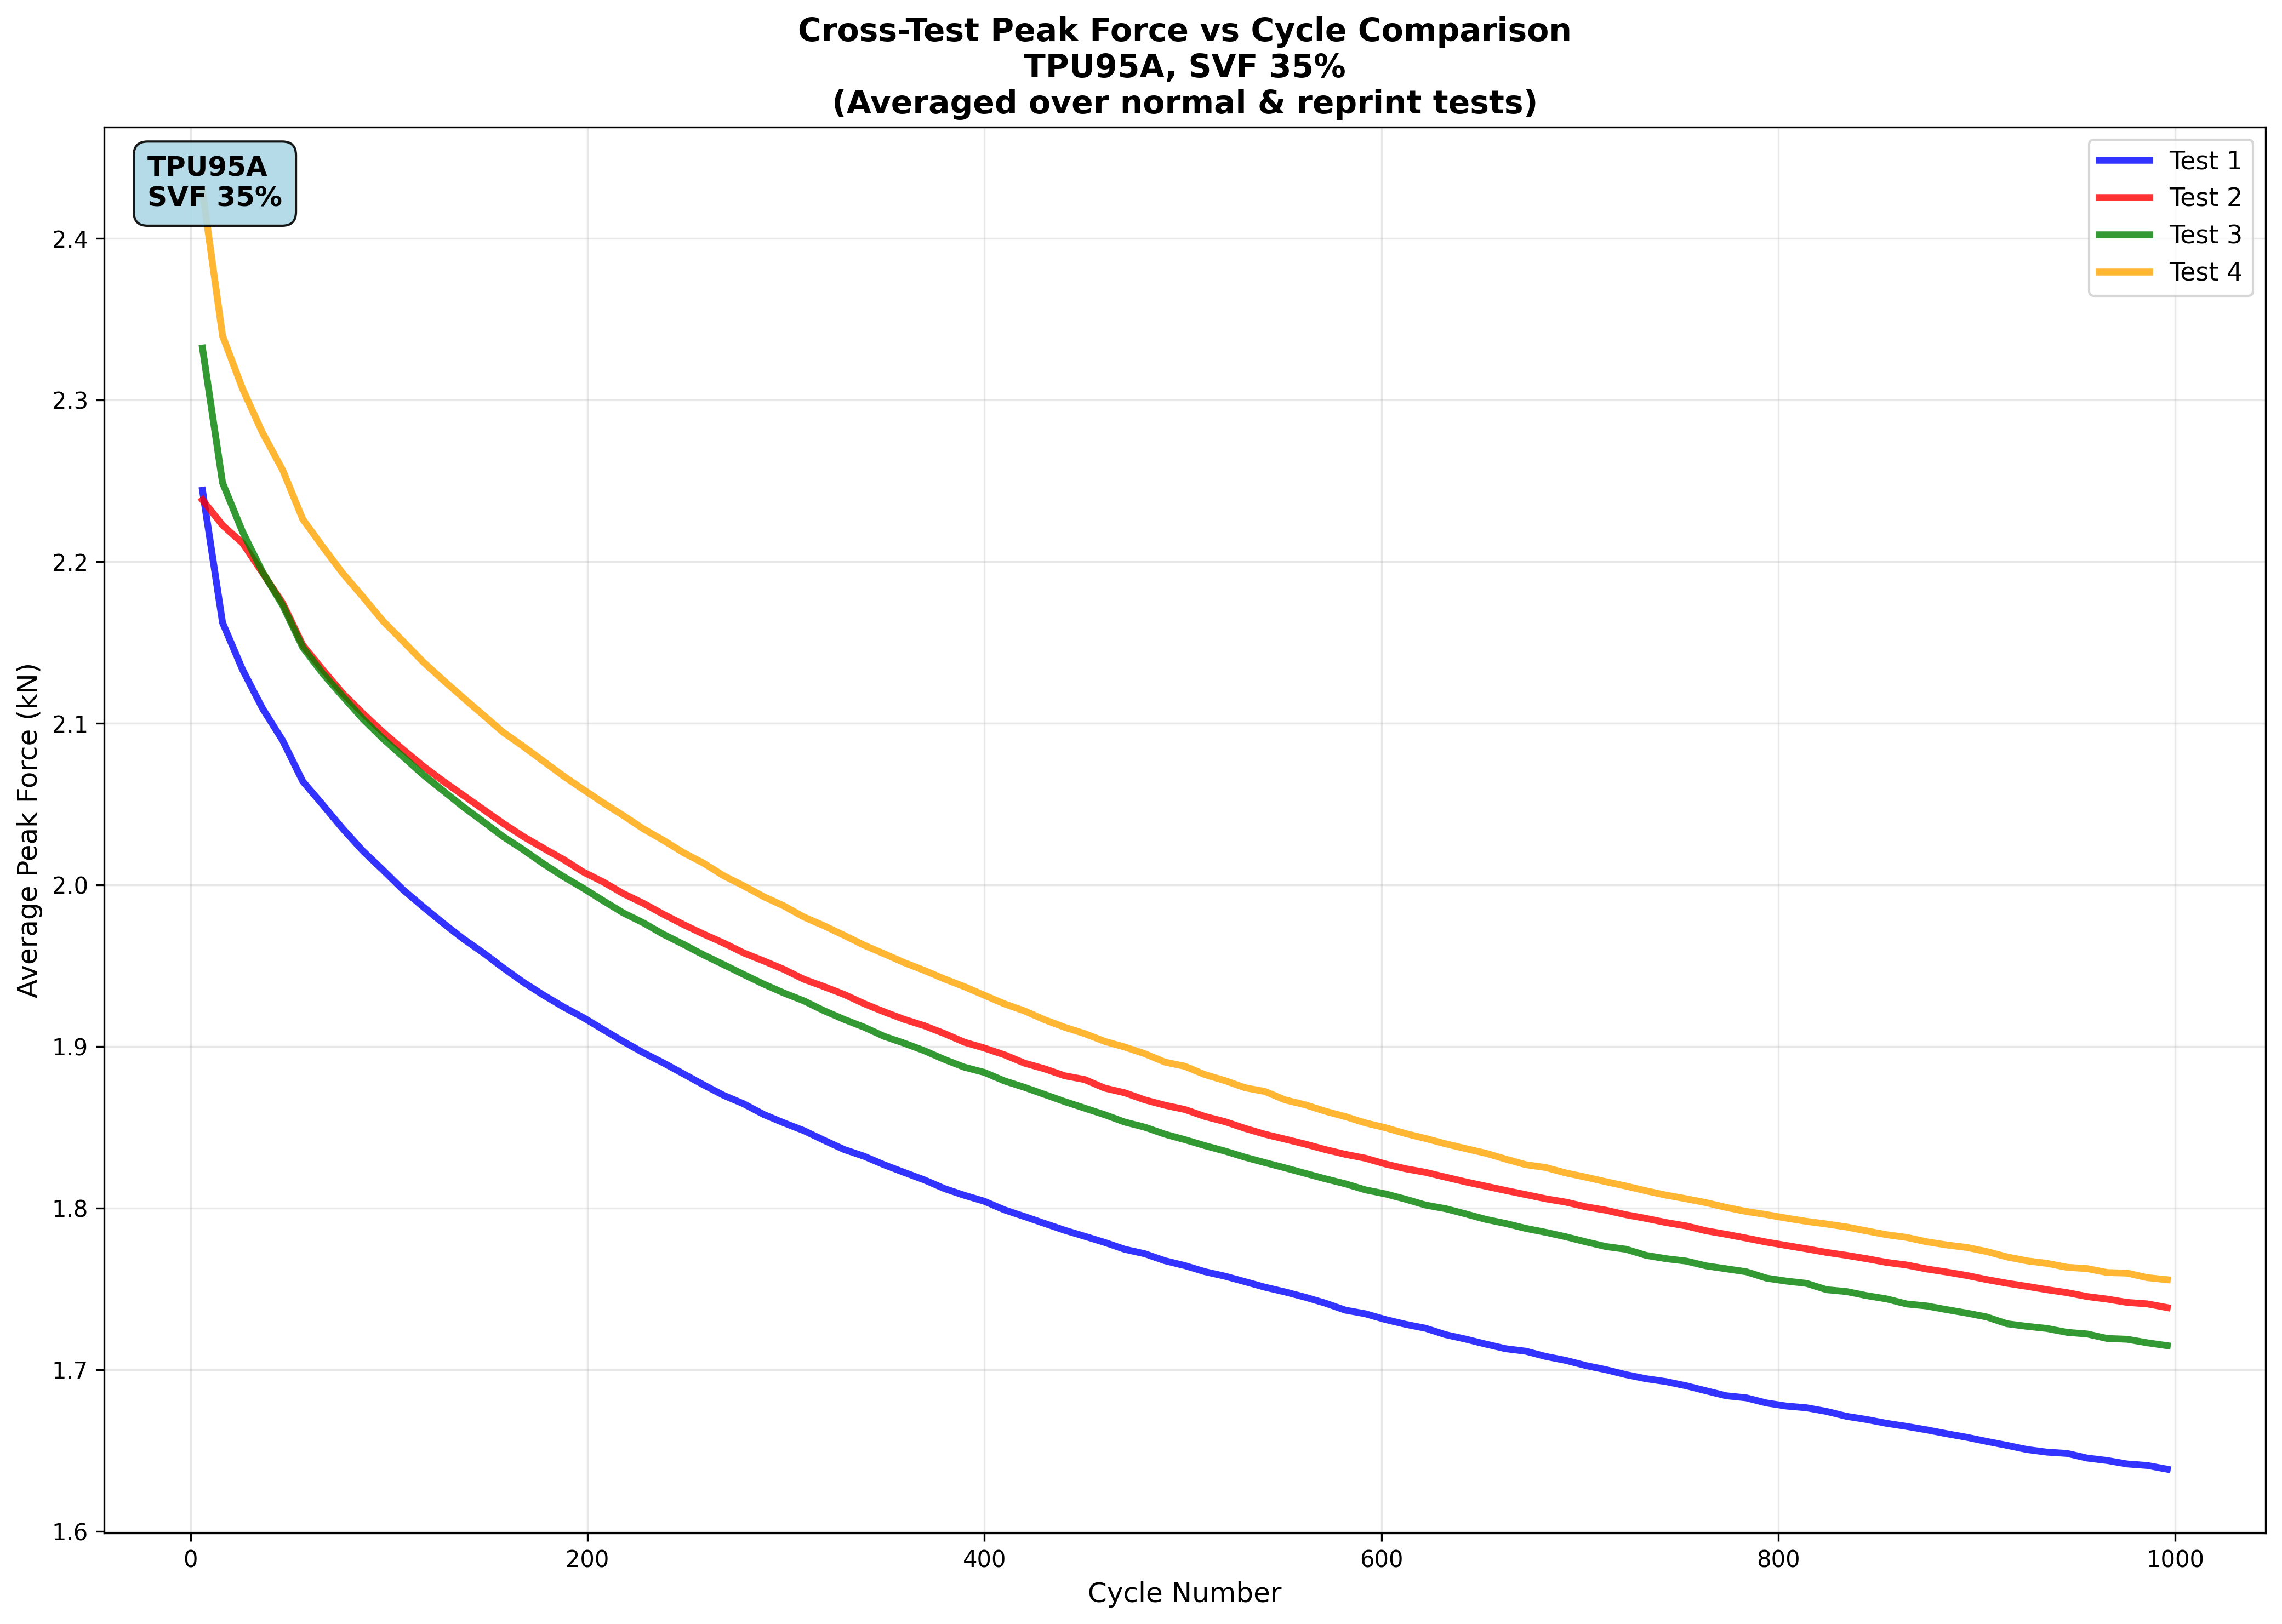 Cross-Test Peak Force vs Cycle Comparison
TPU95A, SVF 35%
(Averaged over normal & reprint tests)
TPU95A
SVF 35%
Test 1
Test 2
Test 3
Test 4
Average Peak Force (kN)
2.4
2.3
2.2
2.1
2.0
1.9
1.8
1.7
1.6
0
200
400
600
800
1000
Cycle Number